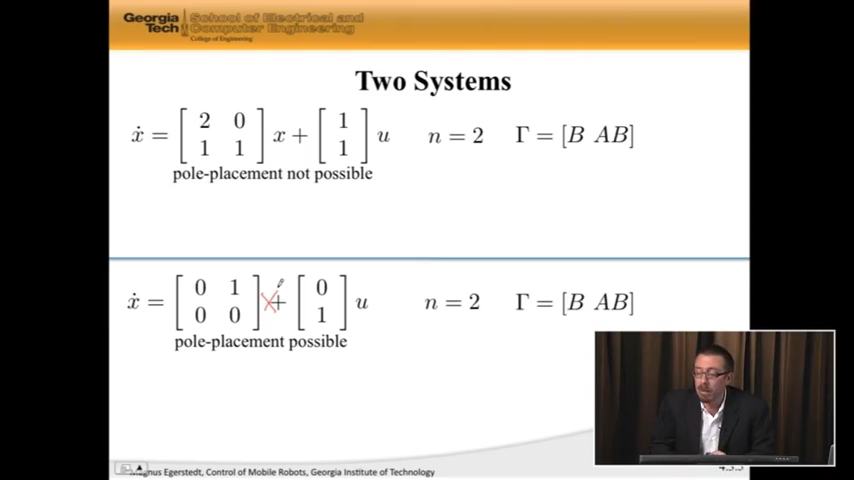 Georgia Tech School of Electrical and Computer Engineering
College of Engineering
Two Systems
ẋ = [ 2 0 ; 1 1 ] x + [ 1 ; 1 ] u   n = 2   Γ = [B AB]
pole-placement not possible
ẋ = [ 0 1 ; 0 0 ] x + [ 0 ; 1 ] u   n = 2   Γ = [B AB]
pole-placement possible
Magnus Egerstedt, Control of Mobile Robots, Georgia Institute of Technology